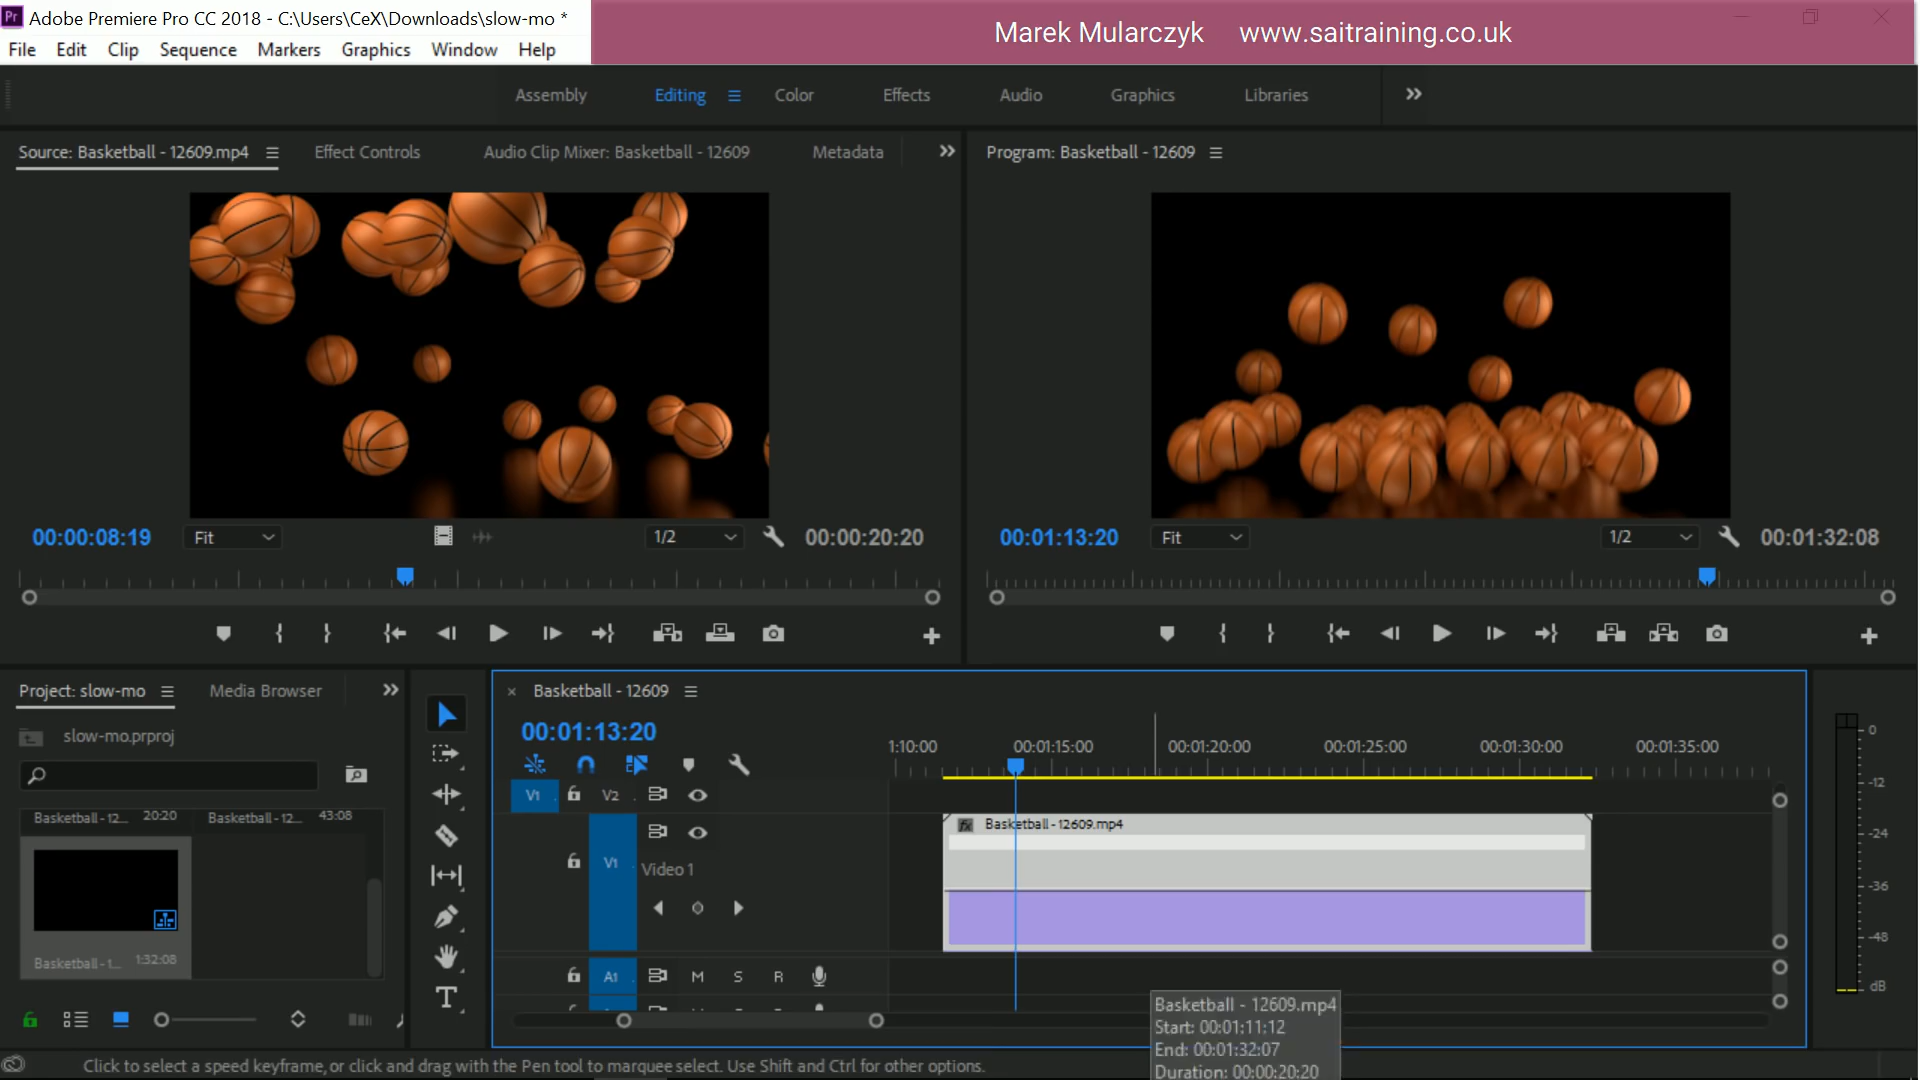 Pr Adobe Premiere Pro CC 2018 - C:\Users\CeX\Downloads\slow-mo *
Marek Mularczyk www.saitraining.co.uk
File Edit Clip Sequence Markers Graphics Window Help
Assembly Editing Color Effects Audio Graphics Libraries
Source: Basketball - 12609.mp4 Effect Controls Audio Clip Mixer: Basketball - 12609 Metadata
Program: Basketball - 12609
00:00:08:19 Fit 1/2 00:00:20:20
00:01:13:20 Fit 1/2 00:01:32:08
Project: slow-mo Media Browser
slow-mo.prproj
Basketball - 12... 20:20 Basketball - 12... 43:08
Basketball - 1... 1:32:08
Basketball - 12609
00:01:13:20
1:10:00 00:01:15:00 00:01:20:00 00:01:25:00 00:01:30:00 00:01:35:00
V1 V2
fx Basketball - 12609.mp4
V1 Video 1
A1 M S R
Basketball - 12609.mp4
Start: 00:01:11:12
End: 00:01:32:07
Duration: 00:00:20:20
0
-12
-24
-36
-48
dB
T
Click to select a speed keyframe, or click and drag with the Pen tool to marquee select. Use Shift and Ctrl for other options.